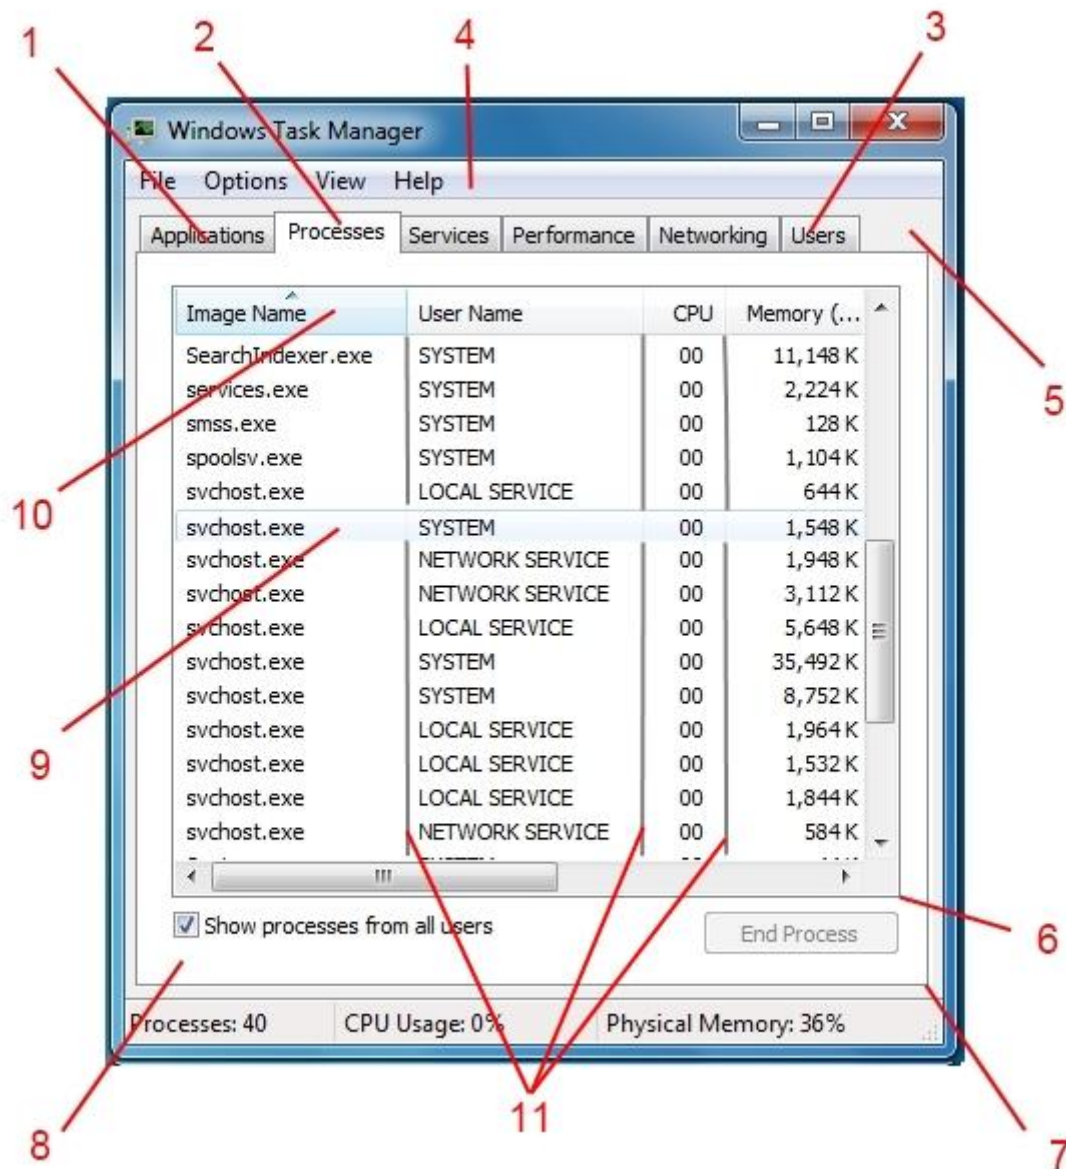 1 2 4 3
Windows Task Manager
File Options View Help
Applications Processes Services Performance Networking Users
5
Image Name User Name CPU Memory (...
SearchIndexer.exe SYSTEM 00 11,148 K
services.exe SYSTEM 00 2,224 K
smss.exe SYSTEM 00 128 K
spoolsv.exe SYSTEM 00 1,104 K
10
svchost.exe LOCAL SERVICE 00 644 K
svchost.exe SYSTEM 00 1,548 K
svchost.exe NETWORK SERVICE 00 1,948 K
svchost.exe NETWORK SERVICE 00 3,112 K
svchost.exe LOCAL SERVICE 00 5,648 K
svchost.exe SYSTEM 00 35,492 K
svchost.exe SYSTEM 00 8,752 K
svchost.exe LOCAL SERVICE 00 1,964 K
9
svchost.exe LOCAL SERVICE 00 1,532 K
svchost.exe LOCAL SERVICE 00 1,844 K
svchost.exe NETWORK SERVICE 00 584 K
Show processes from all users End Process
6
Processes: 40 CPU Usage: 0% Physical Memory: 36%
11
8 7